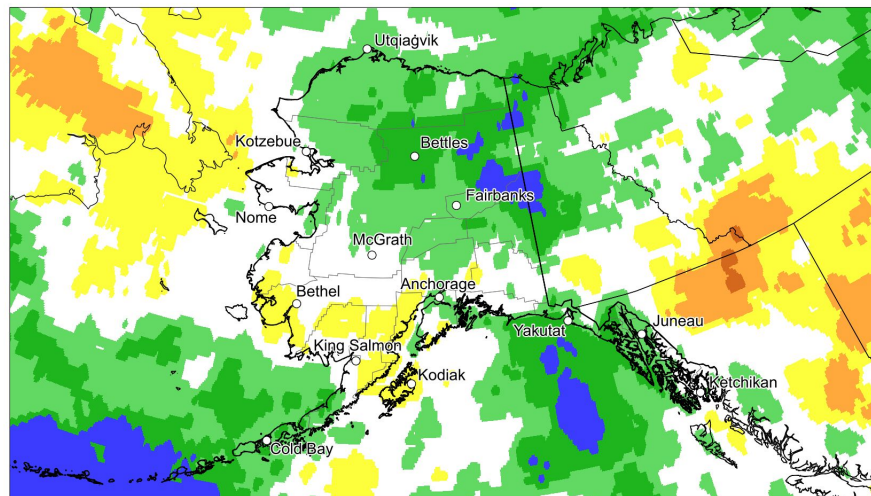 Utqiaġvik
Kotzebue
Bettles
Nome
Fairbanks
McGrath
Bethel
Anchorage
King Salmon
Yakutat
Juneau
Kodiak
Ketchikan
Cold Bay